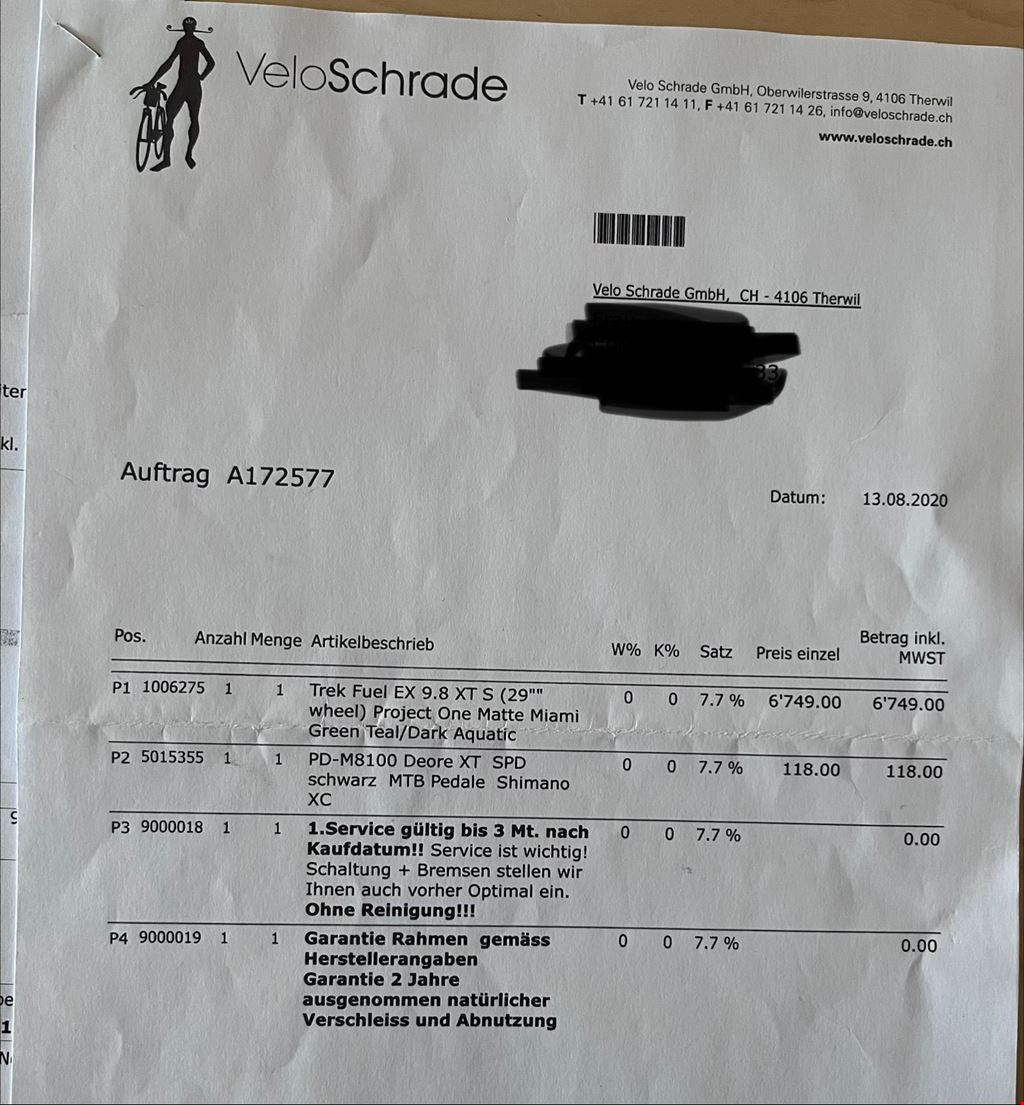 VeloSchrade
Velo Schrade GmbH, Oberwilerstrasse 9, 4106 Therwil
T +41 61 721 14 11, F +41 61 721 14 26, info@veloschrade.ch
www.veloschrade.ch
Velo Schrade GmbH, CH - 4106 Therwil
33
Auftrag A172577
Datum: 13.08.2020
Pos. Anzahl Menge Artikelbeschrieb W% K% Satz Preis einzel Betrag inkl.
MWST
P1 1006275 1 1 Trek Fuel EX 9.8 XT S (29"" 0 0 7.7 % 6'749.00 6'749.00
wheel) Project One Matte Miami
Green Teal/Dark Aquatic
P2 5015355 1 1 PD-M8100 Deore XT SPD 0 0 7.7 % 118.00 118.00
schwarz MTB Pedale Shimano
XC
P3 9000018 1 1 1.Service gültig bis 3 Mt. nach 0 0 7.7 % 0.00
Kaufdatum!! Service ist wichtig!
Schaltung + Bremsen stellen wir
Ihnen auch vorher Optimal ein.
Ohne Reinigung!!!
P4 9000019 1 1 Garantie Rahmen gemäss 0 0 7.7 % 0.00
Herstellerangaben
Garantie 2 Jahre
ausgenommen natürlicher
Verschleiss und Abnutzung
kl.